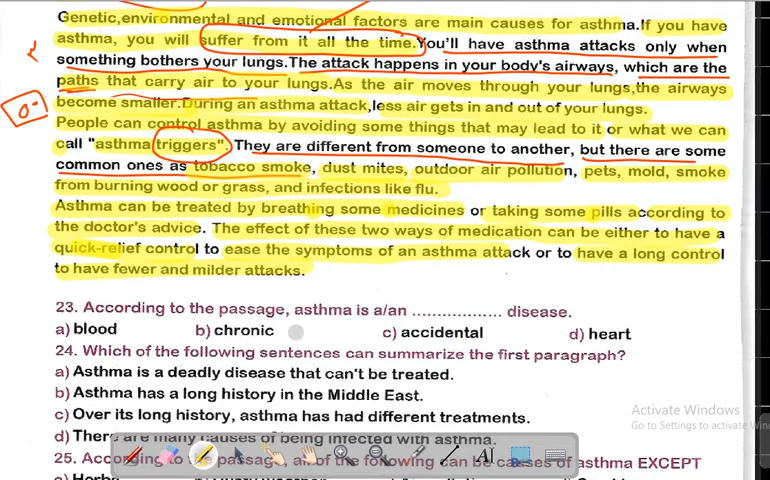 Genetic,environmental and emotional factors are main causes for asthma.If you have
asthma, you will suffer from it all the time.You'll have asthma attacks only when
something bothers your lungs.The attack happens in your body's airways, which are the
paths that carry air to your lungs.As the air moves through your lungs,the airways
become smaller.During an asthma attack,less air gets in and out of your lungs.
People can control asthma by avoiding some things that may lead to it or what we can
call "asthma triggers". They are different from someone to another, but there are some
common ones as tobacco smoke, dust mites, outdoor air pollution, pets, mold, smoke
from burning wood or grass, and infections like flu.
Asthma can be treated by breathing some medicines or taking some pills according to
the doctor's advice. The effect of these two ways of medication can be either to have a
quick-relief control to ease the symptoms of an asthma attack or to have a long control
to have fewer and milder attacks.
23. According to the passage, asthma is a/an .................. disease.
a) blood b) chronic c) accidental d) heart
24. Which of the following sentences can summarize the first paragraph?
a) Asthma is a deadly disease that can't be treated.
b) Asthma has a long history in the Middle East.
c) Over its long history, asthma has had different treatments.
d) There are many causes of being infected with asthma.
25. According to the passage, all of the following can be causes of asthma EXCEPT
Activate Windows
Go to Settings to activate Win